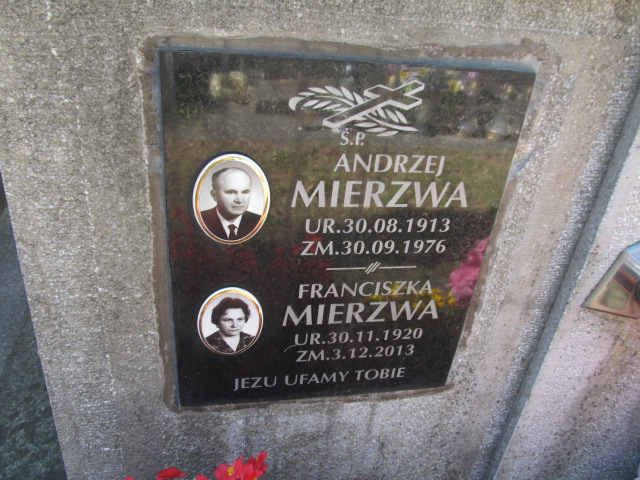 Ś.P.
ANDRZEJ
MIERZWA
UR.30.08.1913
ZM.30.09.1976
FRANCISZKA
MIERZWA
UR.30.11.1920
ZM.3.12.2013
JEZU UFAMY TOBIE